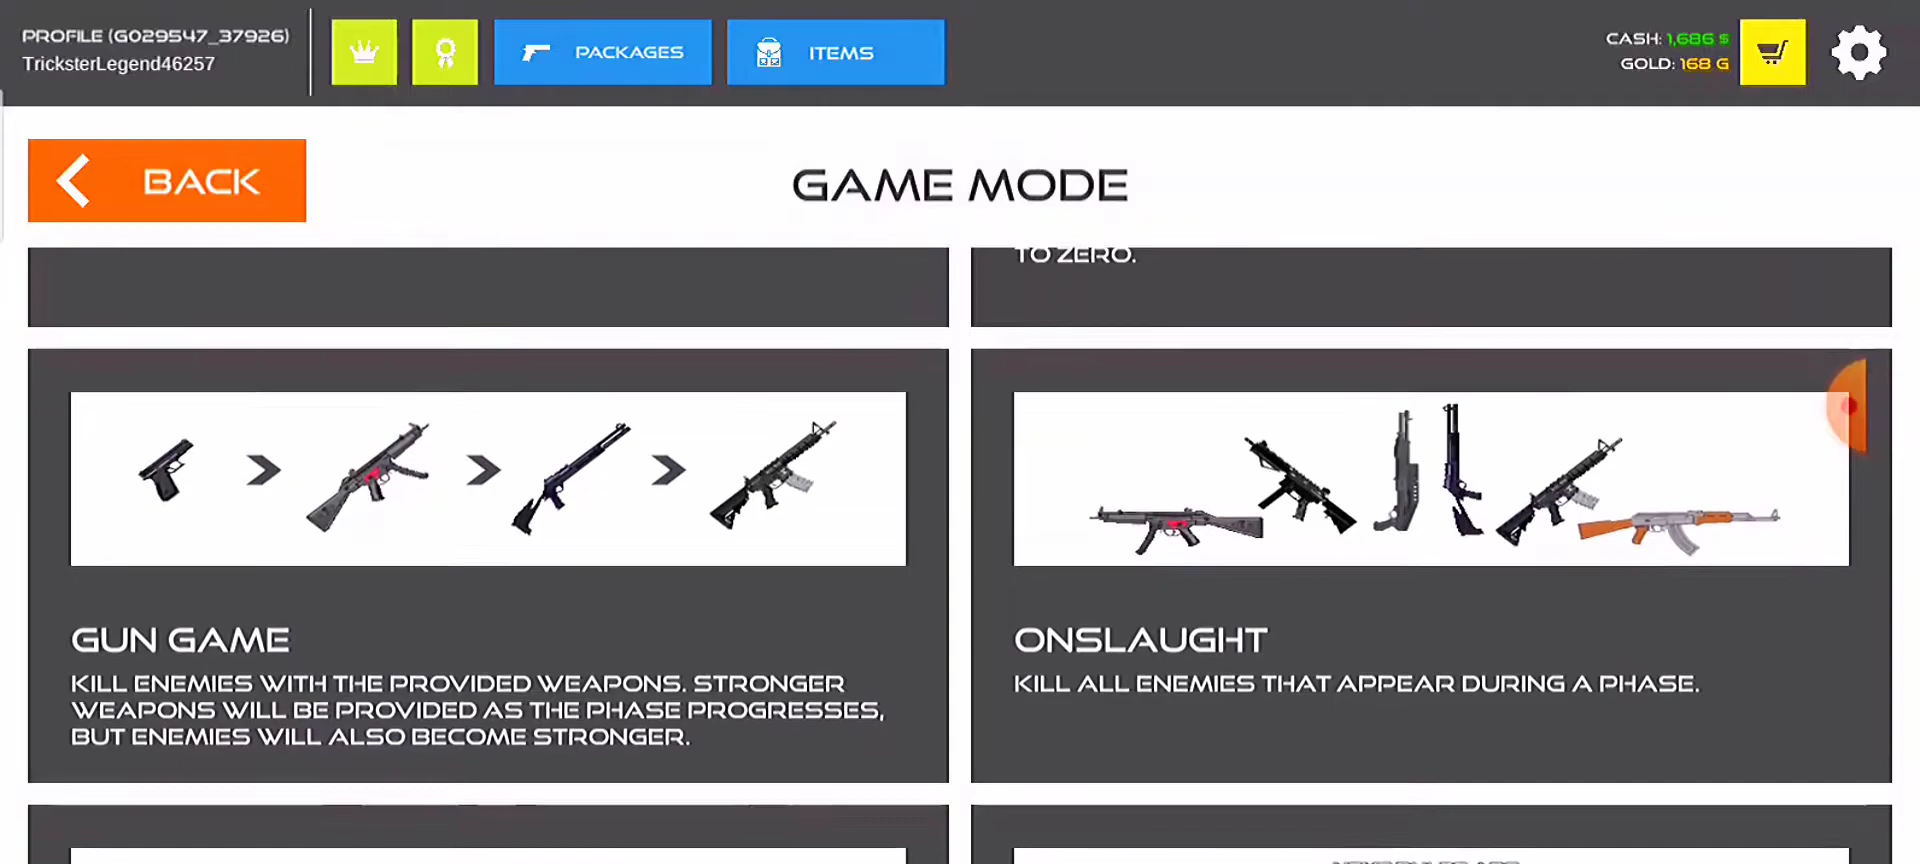 PROFILE (G029547_37926)
TricksterLegend46257
PACKAGES
ITEMS
CASH: 1,686 $
GOLD: 168 G
BACK
GAME MODE
TO ZERO.
GUN GAME
KILL ENEMIES WITH THE PROVIDED WEAPONS. STRONGER
WEAPONS WILL BE PROVIDED AS THE PHASE PROGRESSES,
BUT ENEMIES WILL ALSO BECOME STRONGER.
ONSLAUGHT
KILL ALL ENEMIES THAT APPEAR DURING A PHASE.